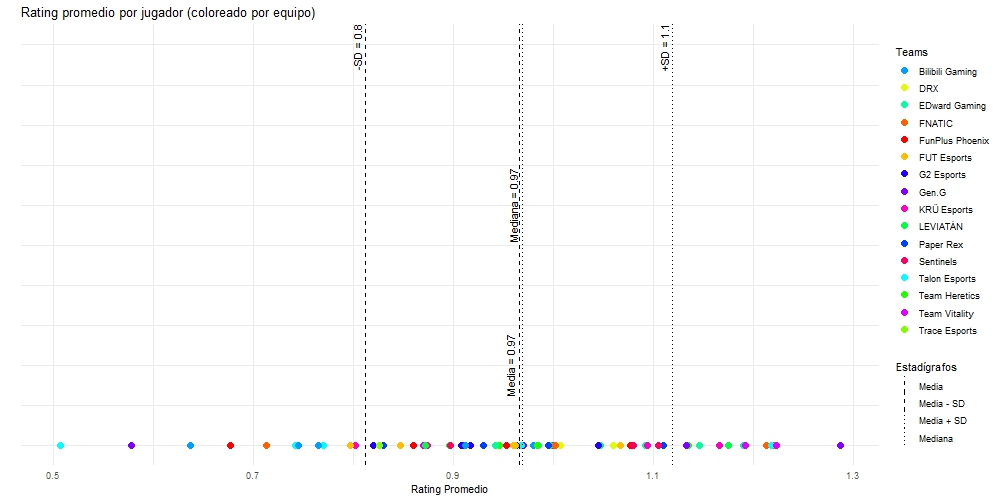 Rating promedio por jugador (coloreado por equipo)
-SD = 0.8
+SD = 1.1
Mediana = 0.97
Media = 0.97
0.5
0.7
0.9
1.1
1.3
Rating Promedio
Teams
Bilibili Gaming
DRX
EDward Gaming
FNATIC
FunPlus Phoenix
FUT Esports
G2 Esports
Gen.G
KRÜ Esports
LEVIATÁN
Paper Rex
Sentinels
Talon Esports
Team Heretics
Team Vitality
Trace Esports
Estadígrafos
Media
Media - SD
Media + SD
Mediana